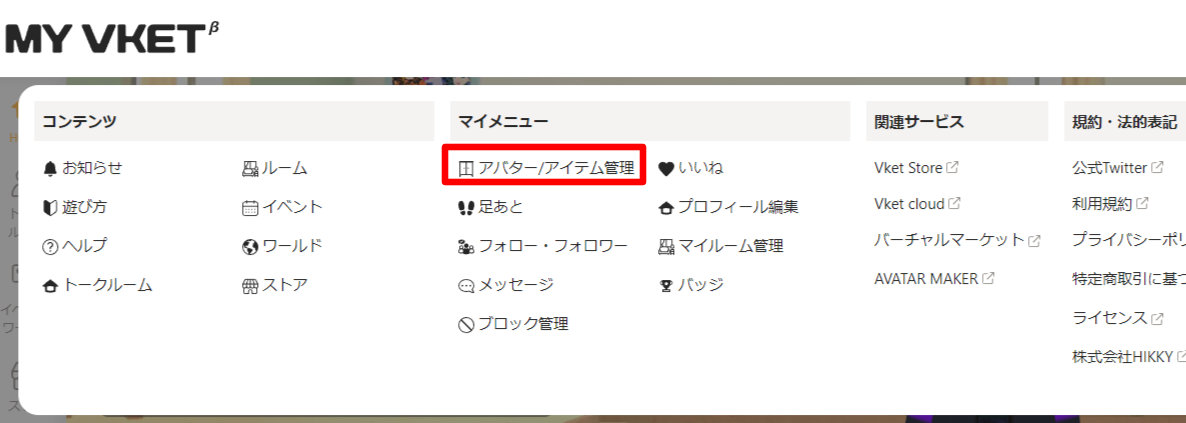 MY VKET β
コンテンツ
お知らせ
ルーム
遊び方
イベント
ヘルプ
ワールド
トークルーム
ストア
マイメニュー
アバター/アイテム管理
いいね
足あと
プロフィール編集
フォロー・フォロワー
マイルーム管理
メッセージ
バッジ
ブロック管理
関連サービス
Vket Store
Vket cloud
バーチャルマーケット
AVATAR MAKER
規約・法的表記
公式Twitter
利用規約
プライバシーポリ
特定商取引に基づ
ライセンス
株式会社HIKKY